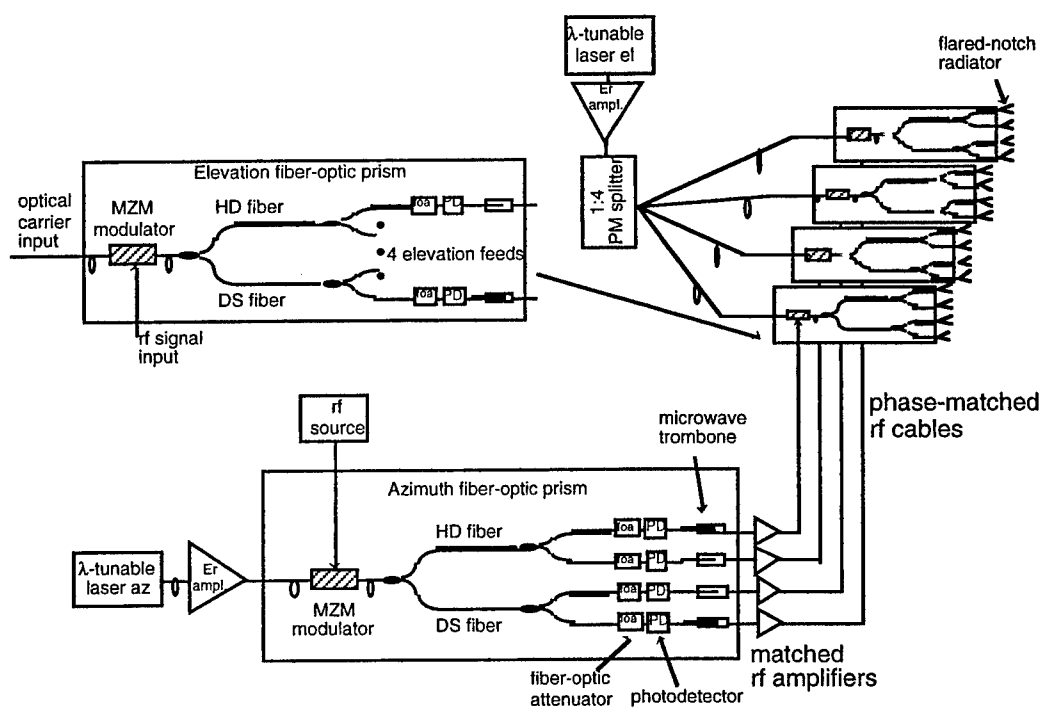 λ-tunable
laser el
Er
ampl.
1:4
PM splitter
flared-notch
radiator
Elevation fiber-optic prism
optical
carrier
input
MZM
modulator
HD fiber
foa PD
4 elevation feeds
DS fiber
foa PD
rf signal
input
phase-matched
rf cables
rf
source
microwave
trombone
Azimuth fiber-optic prism
HD fiber
foa PD
foa PD
λ-tunable
laser az
Er
ampl.
MZM
modulator
foa PD
DS fiber
foa PD
matched
rf amplifiers
fiber-optic
attenuator
photodetector